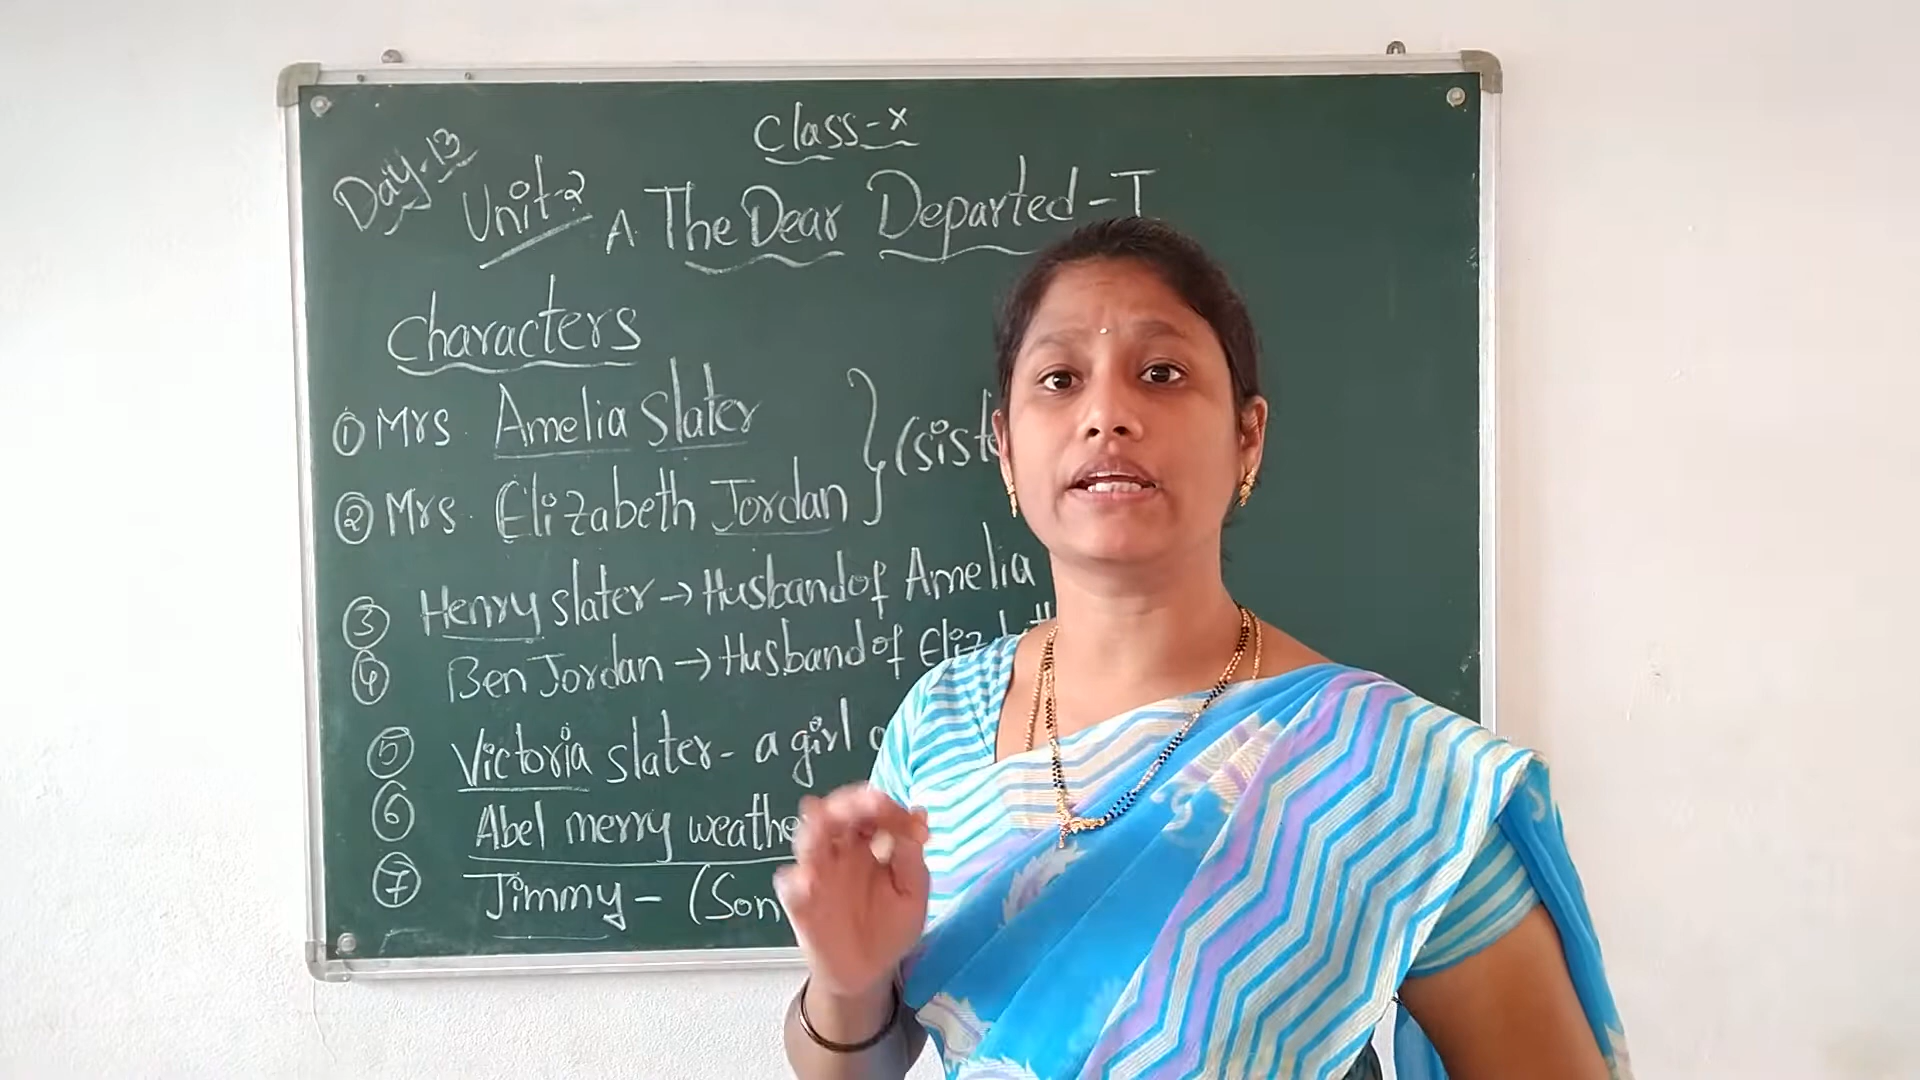 Class-X
Day-13
Unit-2 A The Dear Departed-I
Characters
① Mrs. Amelia Slater
② Mrs. Elizabeth Jordan
③ Henry Slater → Husband of Amelia
④ Ben Jordan → Husband of
⑤ Victoria Slater - a girl
⑥ Abel merry
⑦ Jimmy - (Son